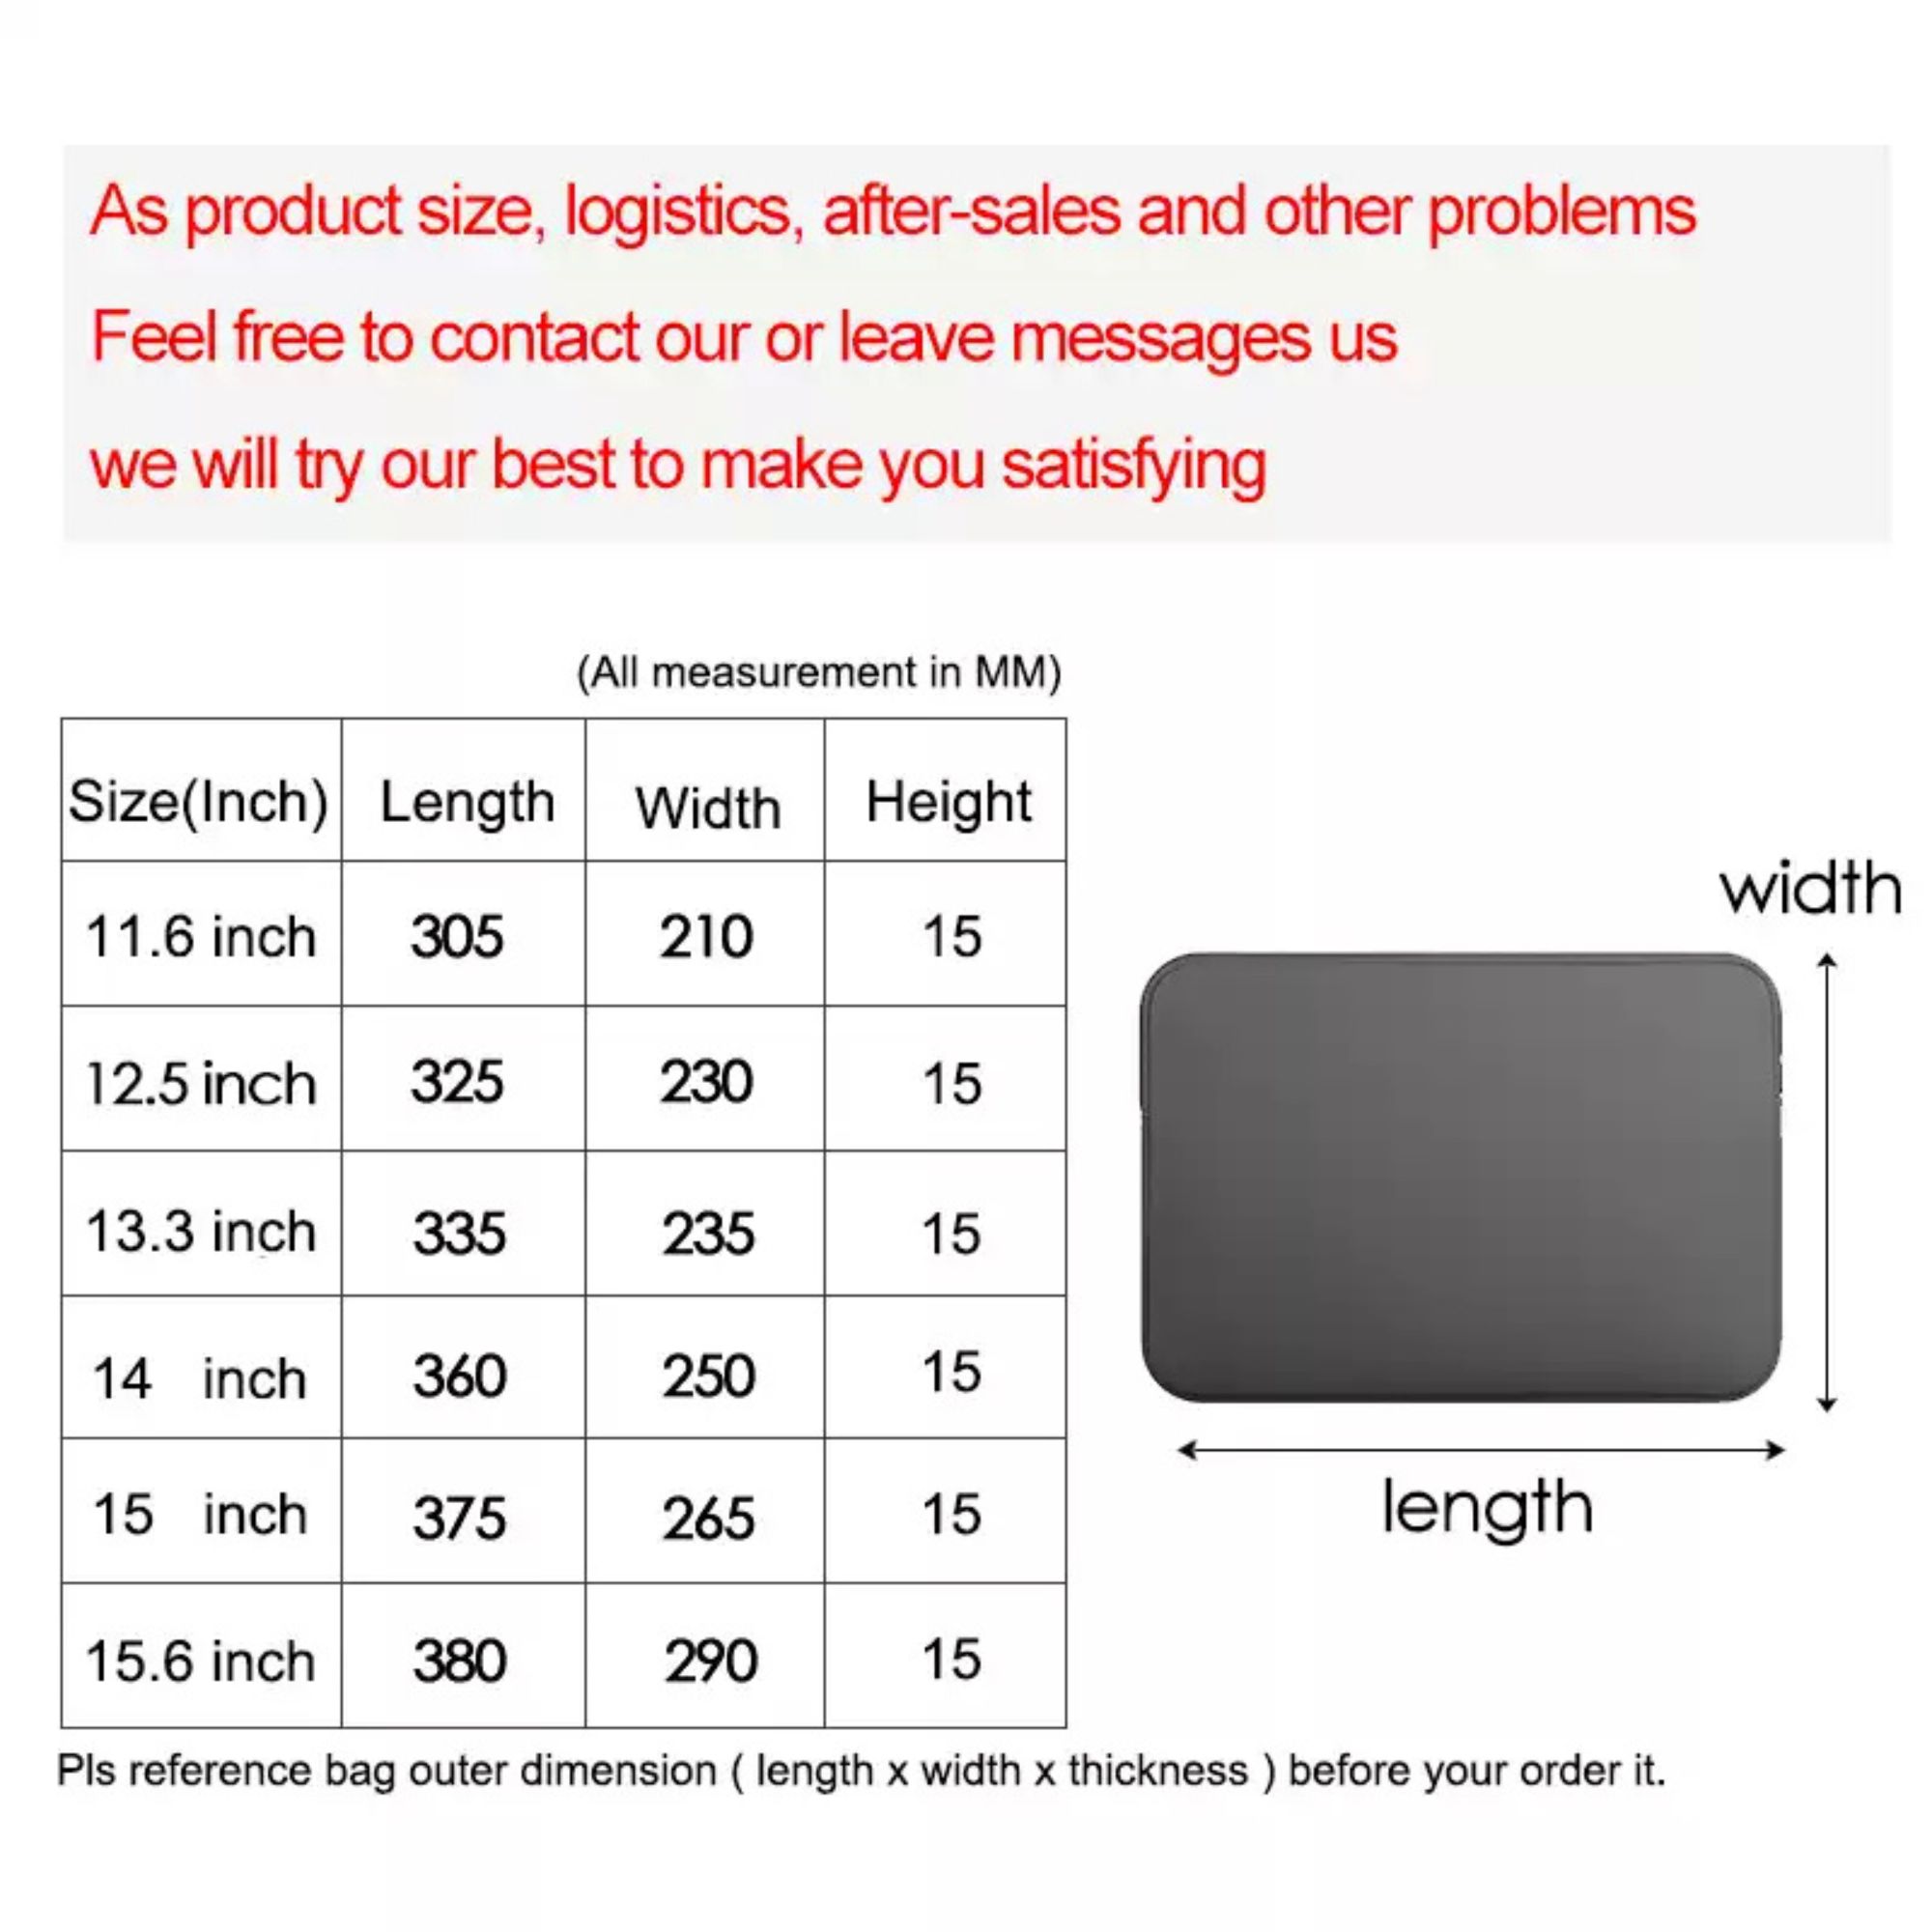 As product size, logistics, after-sales and other problems
Feel free to contact our or leave messages us
we will try our best to make you satisfying
(All measurement in MM)
Size(Inch) Length Width Height
11.6 inch 305 210 15
12.5 inch 325 230 15
13.3 inch 335 235 15
14 inch 360 250 15
15 inch 375 265 15
15.6 inch 380 290 15
width
length
Pls reference bag outer dimension ( length x width x thickness ) before your order it.